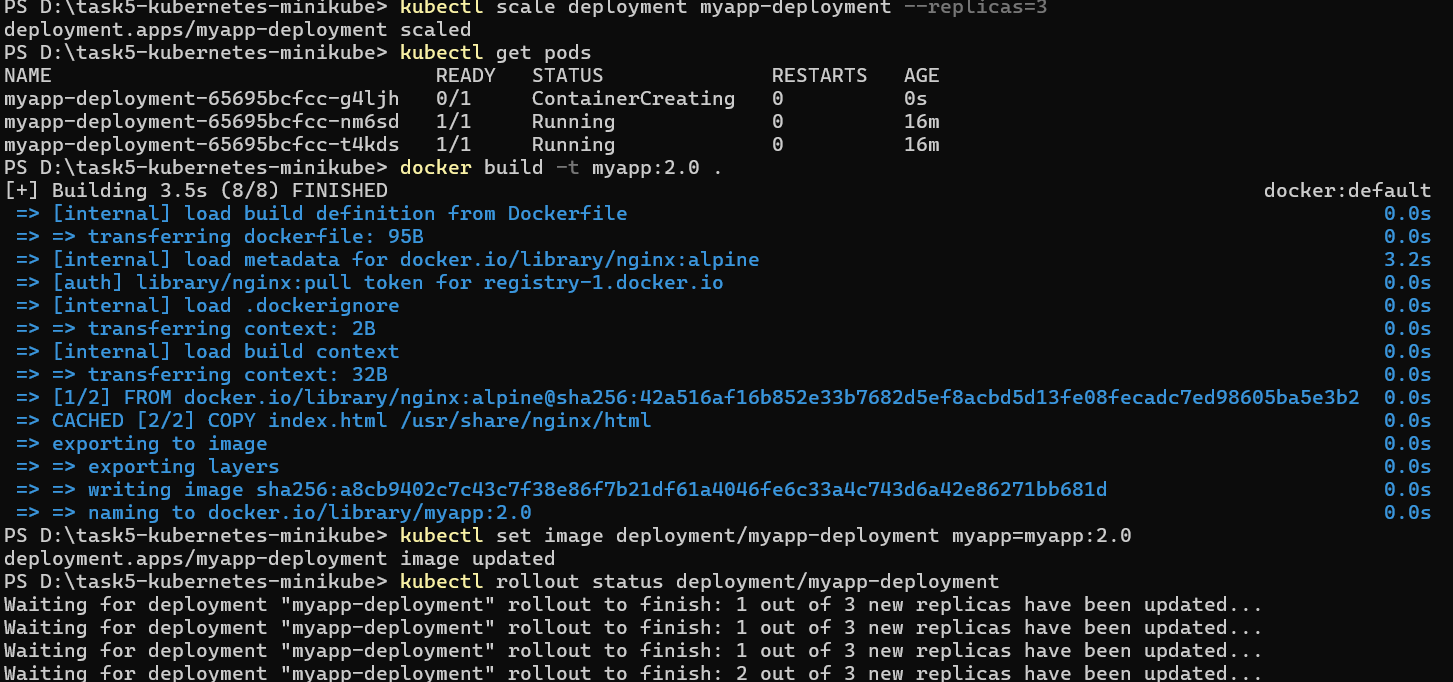 PS D:\task5-kubernetes-minikube> kubectl scale deployment myapp-deployment --replicas=3
deployment.apps/myapp-deployment scaled
PS D:\task5-kubernetes-minikube> kubectl get pods
NAME                                READY   STATUS              RESTARTS   AGE
myapp-deployment-65695bcfcc-g4ljh   0/1     ContainerCreating   0          0s
myapp-deployment-65695bcfcc-nm6sd   1/1     Running             0          16m
myapp-deployment-65695bcfcc-t4kds   1/1     Running             0          16m
PS D:\task5-kubernetes-minikube> docker build -t myapp:2.0 .
[+] Building 3.5s (8/8) FINISHED docker:default
=> [internal] load build definition from Dockerfile 0.0s
=> => transferring dockerfile: 95B 0.0s
=> [internal] load metadata for docker.io/library/nginx:alpine 3.2s
=> [auth] library/nginx:pull token for registry-1.docker.io 0.0s
=> [internal] load .dockerignore 0.0s
=> => transferring context: 2B 0.0s
=> [internal] load build context 0.0s
=> => transferring context: 32B 0.0s
=> [1/2] FROM docker.io/library/nginx:alpine@sha256:42a516af16b852e33b7682d5ef8acbd5d13fe08fecadc7ed98605ba5e3b2 0.0s
=> CACHED [2/2] COPY index.html /usr/share/nginx/html 0.0s
=> exporting to image 0.0s
=> => exporting layers 0.0s
=> => writing image sha256:a8cb9402c7c43c7f38e86f7b21df61a4046fe6c33a4c743d6a42e86271bb681d 0.0s
=> => naming to docker.io/library/myapp:2.0 0.0s
PS D:\task5-kubernetes-minikube> kubectl set image deployment/myapp-deployment myapp=myapp:2.0
deployment.apps/myapp-deployment image updated
PS D:\task5-kubernetes-minikube> kubectl rollout status deployment/myapp-deployment
Waiting for deployment "myapp-deployment" rollout to finish: 1 out of 3 new replicas have been updated...
Waiting for deployment "myapp-deployment" rollout to finish: 1 out of 3 new replicas have been updated...
Waiting for deployment "myapp-deployment" rollout to finish: 1 out of 3 new replicas have been updated...
Waiting for deployment "myapp-deployment" rollout to finish: 2 out of 3 new replicas have been updated...